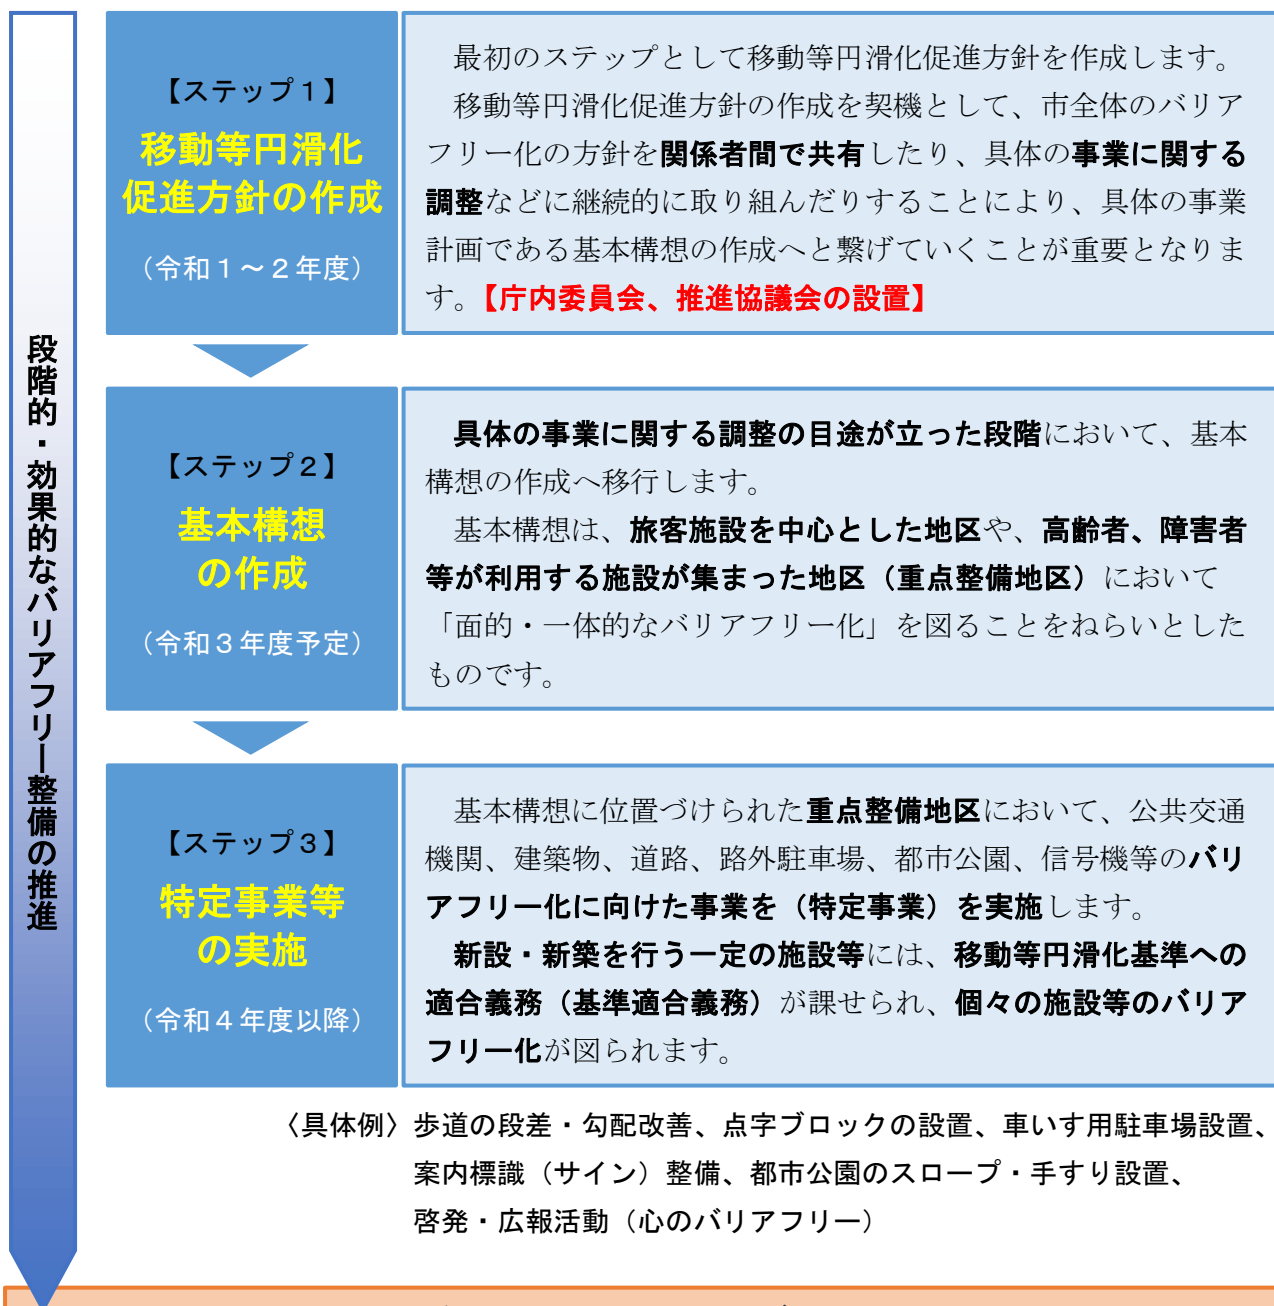 段階的・効果的なバリアフリー整備の推進
【ステップ１】
移動等円滑化
促進方針の作成
（令和１～２年度）
最初のステップとして移動等円滑化促進方針を作成します。
移動等円滑化促進方針の作成を契機として、市全体のバリア
フリー化の方針を関係者間で共有したり、具体の事業に関する
調整などに継続的に取り組んだりすることにより、具体の事業
計画である基本構想の作成へと繋げていくことが重要となりま
す。【庁内委員会、推進協議会の設置】
【ステップ２】
基本構想
の作成
（令和３年度予定）
具体の事業に関する調整の目途が立った段階において、基本
構想の作成へ移行します。
基本構想は、旅客施設を中心とした地区や、高齢者、障害者
等が利用する施設が集まった地区（重点整備地区）において
「面的・一体的なバリアフリー化」を図ることをねらいとした
ものです。
【ステップ３】
特定事業等
の実施
（令和４年度以降）
基本構想に位置づけられた重点整備地区において、公共交通
機関、建築物、道路、路外駐車場、都市公園、信号機等のバリ
アフリー化に向けた事業を（特定事業）を実施します。
新設・新築を行う一定の施設等には、移動等円滑化基準への
適合義務（基準適合義務）が課せられ、個々の施設等のバリア
フリー化が図られます。
〈具体例〉歩道の段差・勾配改善、点字ブロックの設置、車いす用駐車場設置、
案内標識（サイン）整備、都市公園のスロープ・手すり設置、
啓発・広報活動（心のバリアフリー）